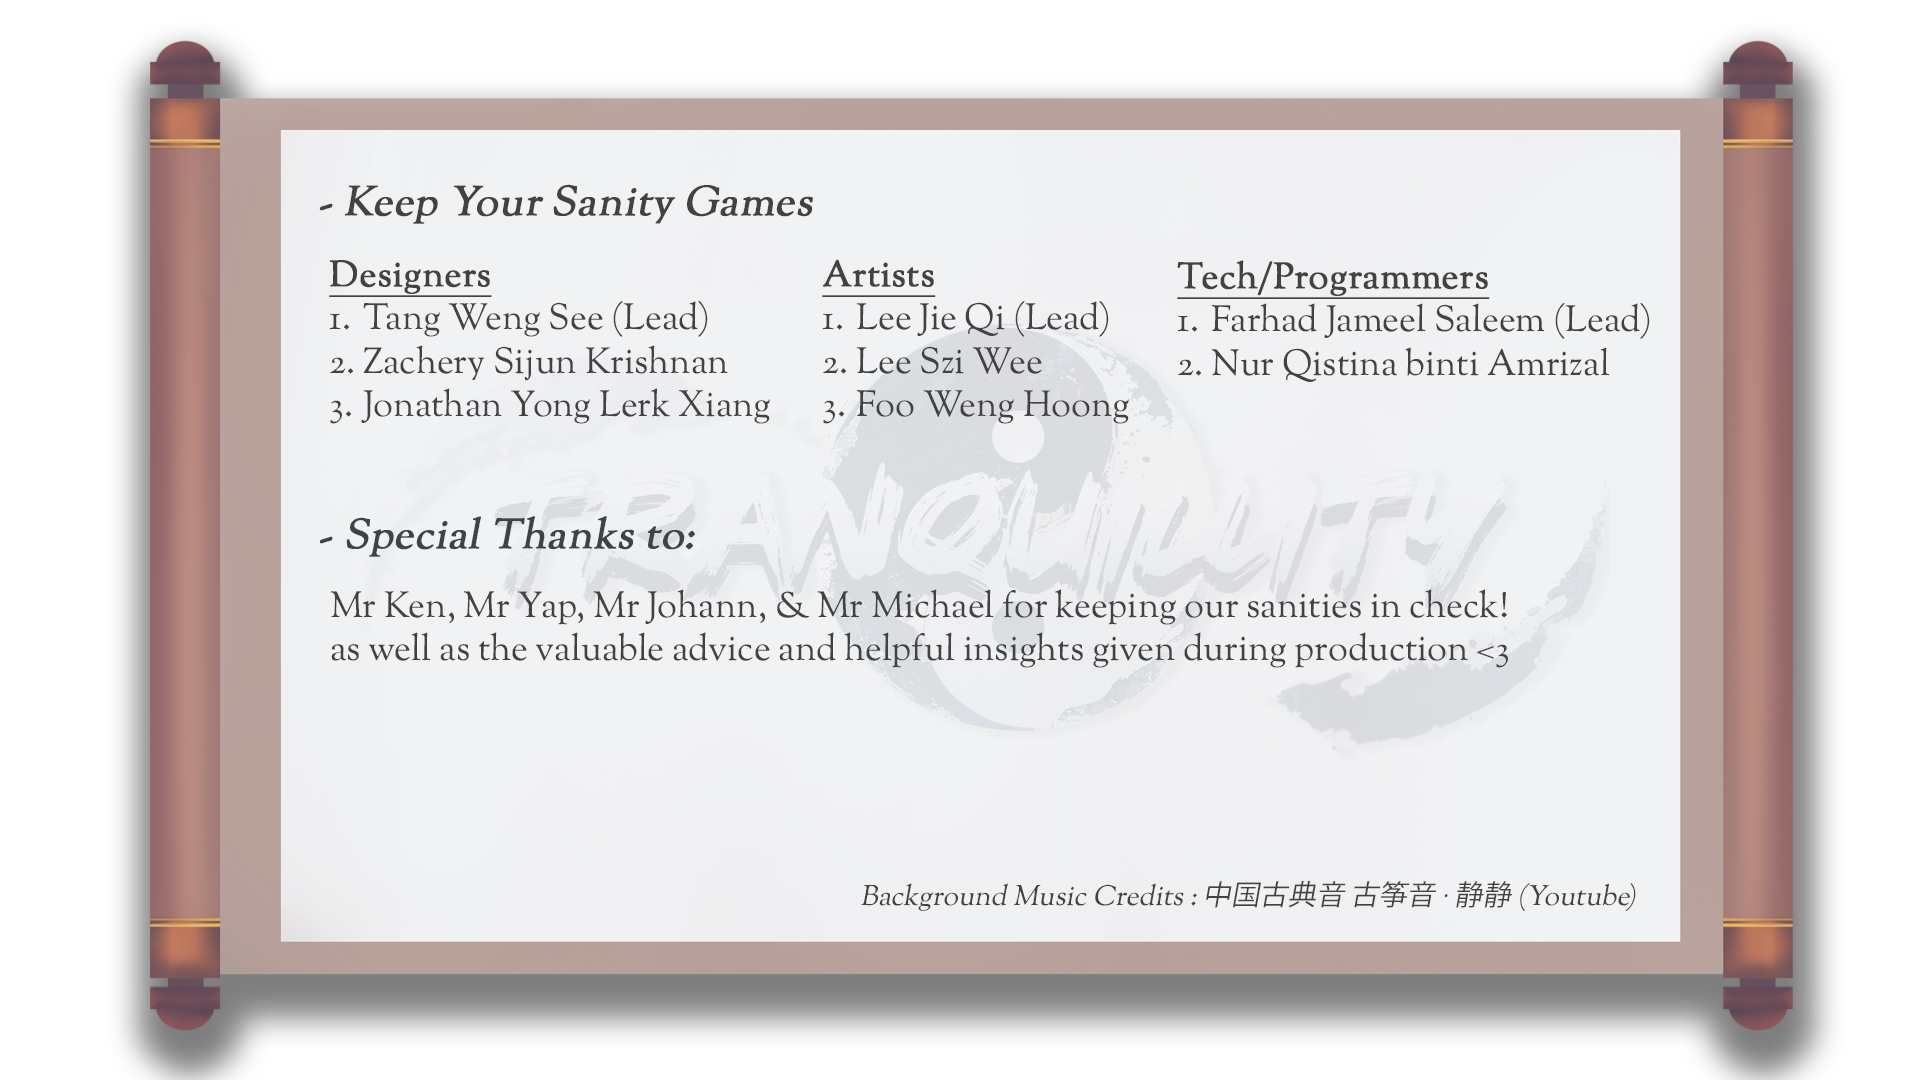 - Keep Your Sanity Games
Designers
1. Tang Weng See (Lead)
2. Zachery Sijun Krishnan
3. Jonathan Yong Lerk Xiang
Artists
1. Lee Jie Qi (Lead)
2. Lee Szi Wee
3. Foo Weng Hoong
Tech/Programmers
1. Farhad Jameel Saleem (Lead)
2. Nur Qistina binti Amrizal
TRANQUILLITY
- Special Thanks to:
Mr Ken, Mr Yap, Mr Johann, & Mr Michael for keeping our sanities in check!
as well as the valuable advice and helpful insights given during production <3
Background Music Credits : 中国古典音 古筝音 · 静静 (Youtube)